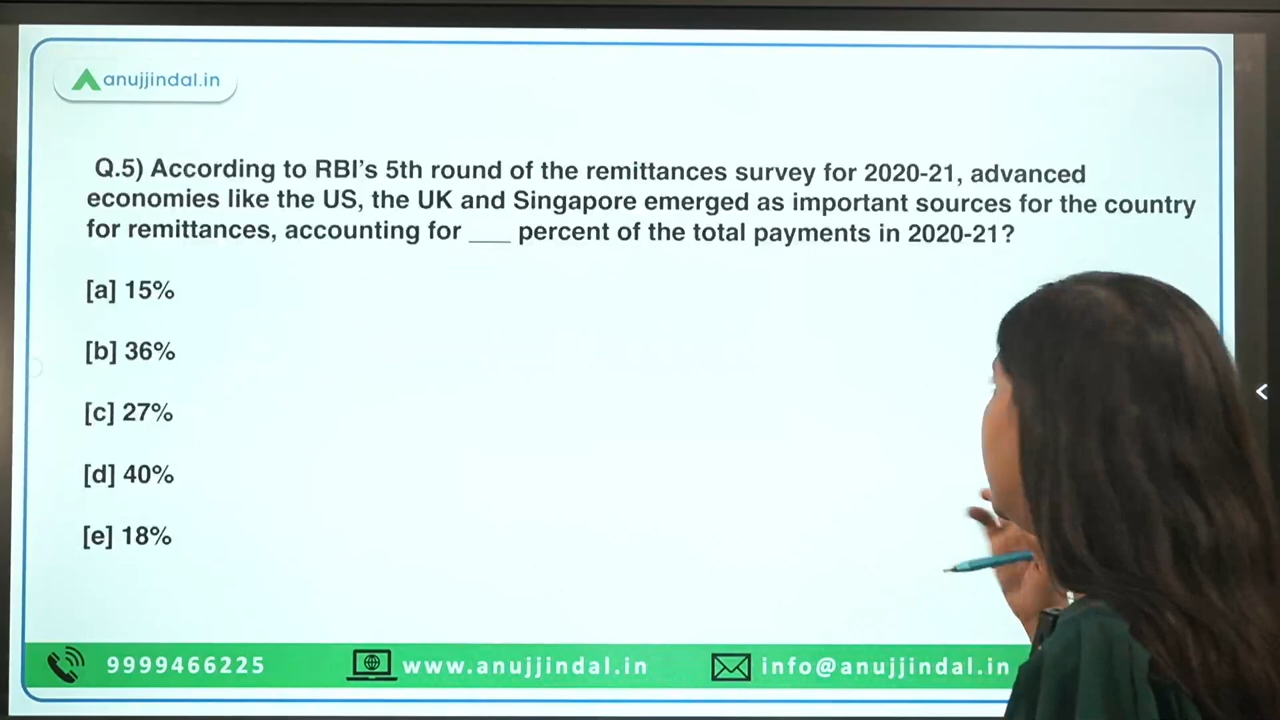 anujjindal.in
Q.5) According to RBI's 5th round of the remittances survey for 2020-21, advanced
economies like the US, the UK and Singapore emerged as important sources for the country
for remittances, accounting for ___ percent of the total payments in 2020-21?
[a] 15%
[b] 36%
[c] 27%
[d] 40%
[e] 18%
9999466225 www.anujjindal.in info@anujjindal.in